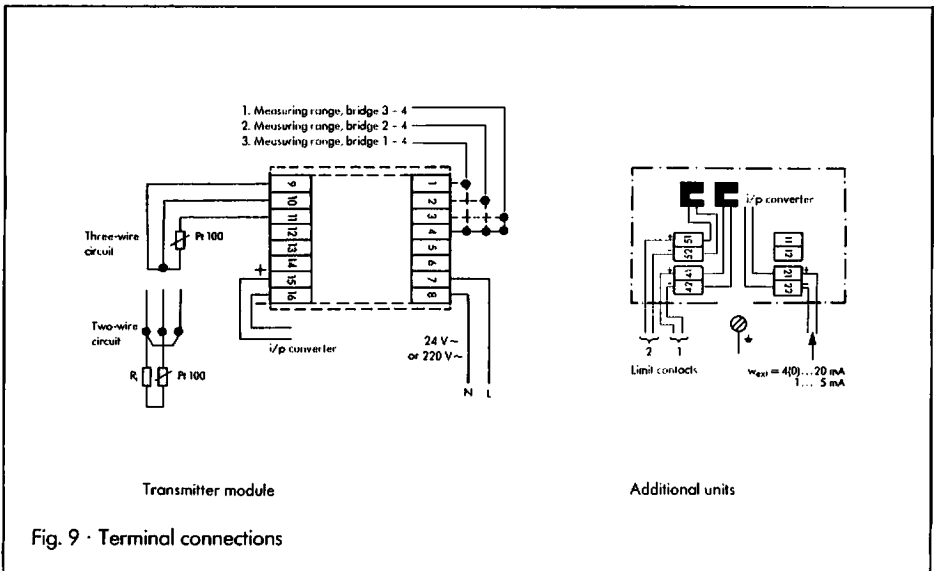 1. Measuring range, bridge 3 - 4
2. Measuring range, bridge 2 - 4
3. Measuring range, bridge 1 - 4
9
10
11
12
13
14
15
16
+
-
1
2
3
4
5
6
7
8
Three-wire
circuit
Pt 100
Two-wire
circuit
Pt 100
i/p converter
24 V~
or 220 V~
N L
i/p converter
51
52
41
42
11
12
21
22
2 1
Limit contacts
w_ext = 4(0)...20 mA
1... 5 mA
Transmitter module
Additional units
Fig. 9 · Terminal connections